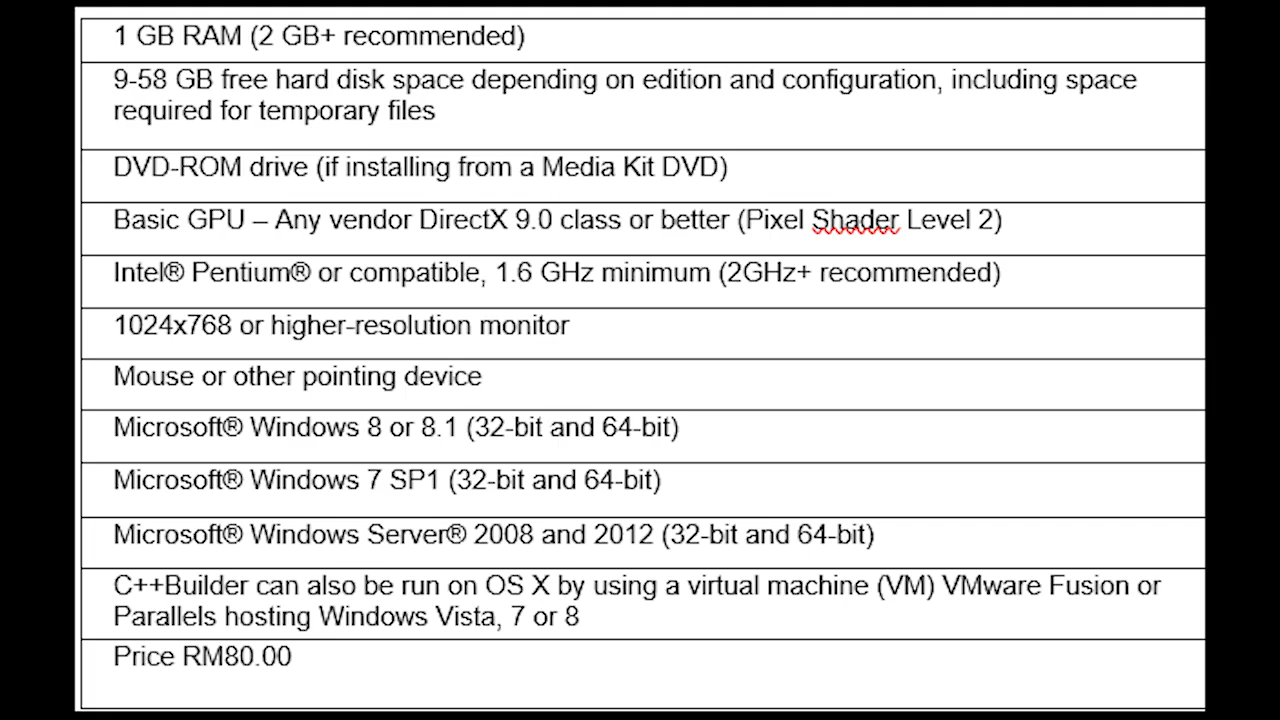 1 GB RAM (2 GB+ recommended)
9-58 GB free hard disk space depending on edition and configuration, including space
required for temporary files
DVD-ROM drive (if installing from a Media Kit DVD)
Basic GPU – Any vendor DirectX 9.0 class or better (Pixel Shader Level 2)
Intel® Pentium® or compatible, 1.6 GHz minimum (2GHz+ recommended)
1024x768 or higher-resolution monitor
Mouse or other pointing device
Microsoft® Windows 8 or 8.1 (32-bit and 64-bit)
Microsoft® Windows 7 SP1 (32-bit and 64-bit)
Microsoft® Windows Server® 2008 and 2012 (32-bit and 64-bit)
C++Builder can also be run on OS X by using a virtual machine (VM) VMware Fusion or
Parallels hosting Windows Vista, 7 or 8
Price RM80.00